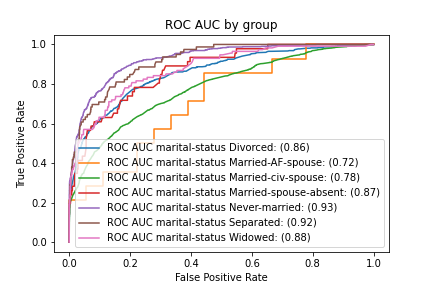 ROC AUC by group
True Positive Rate
1.0
0.8
0.6
0.4
0.2
0.0
ROC AUC marital-status Divorced: (0.86)
ROC AUC marital-status Married-AF-spouse: (0.72)
ROC AUC marital-status Married-civ-spouse: (0.78)
ROC AUC marital-status Married-spouse-absent: (0.87)
ROC AUC marital-status Never-married: (0.93)
ROC AUC marital-status Separated: (0.92)
ROC AUC marital-status Widowed: (0.88)
0.0 0.2 0.4 0.6 0.8 1.0
False Positive Rate